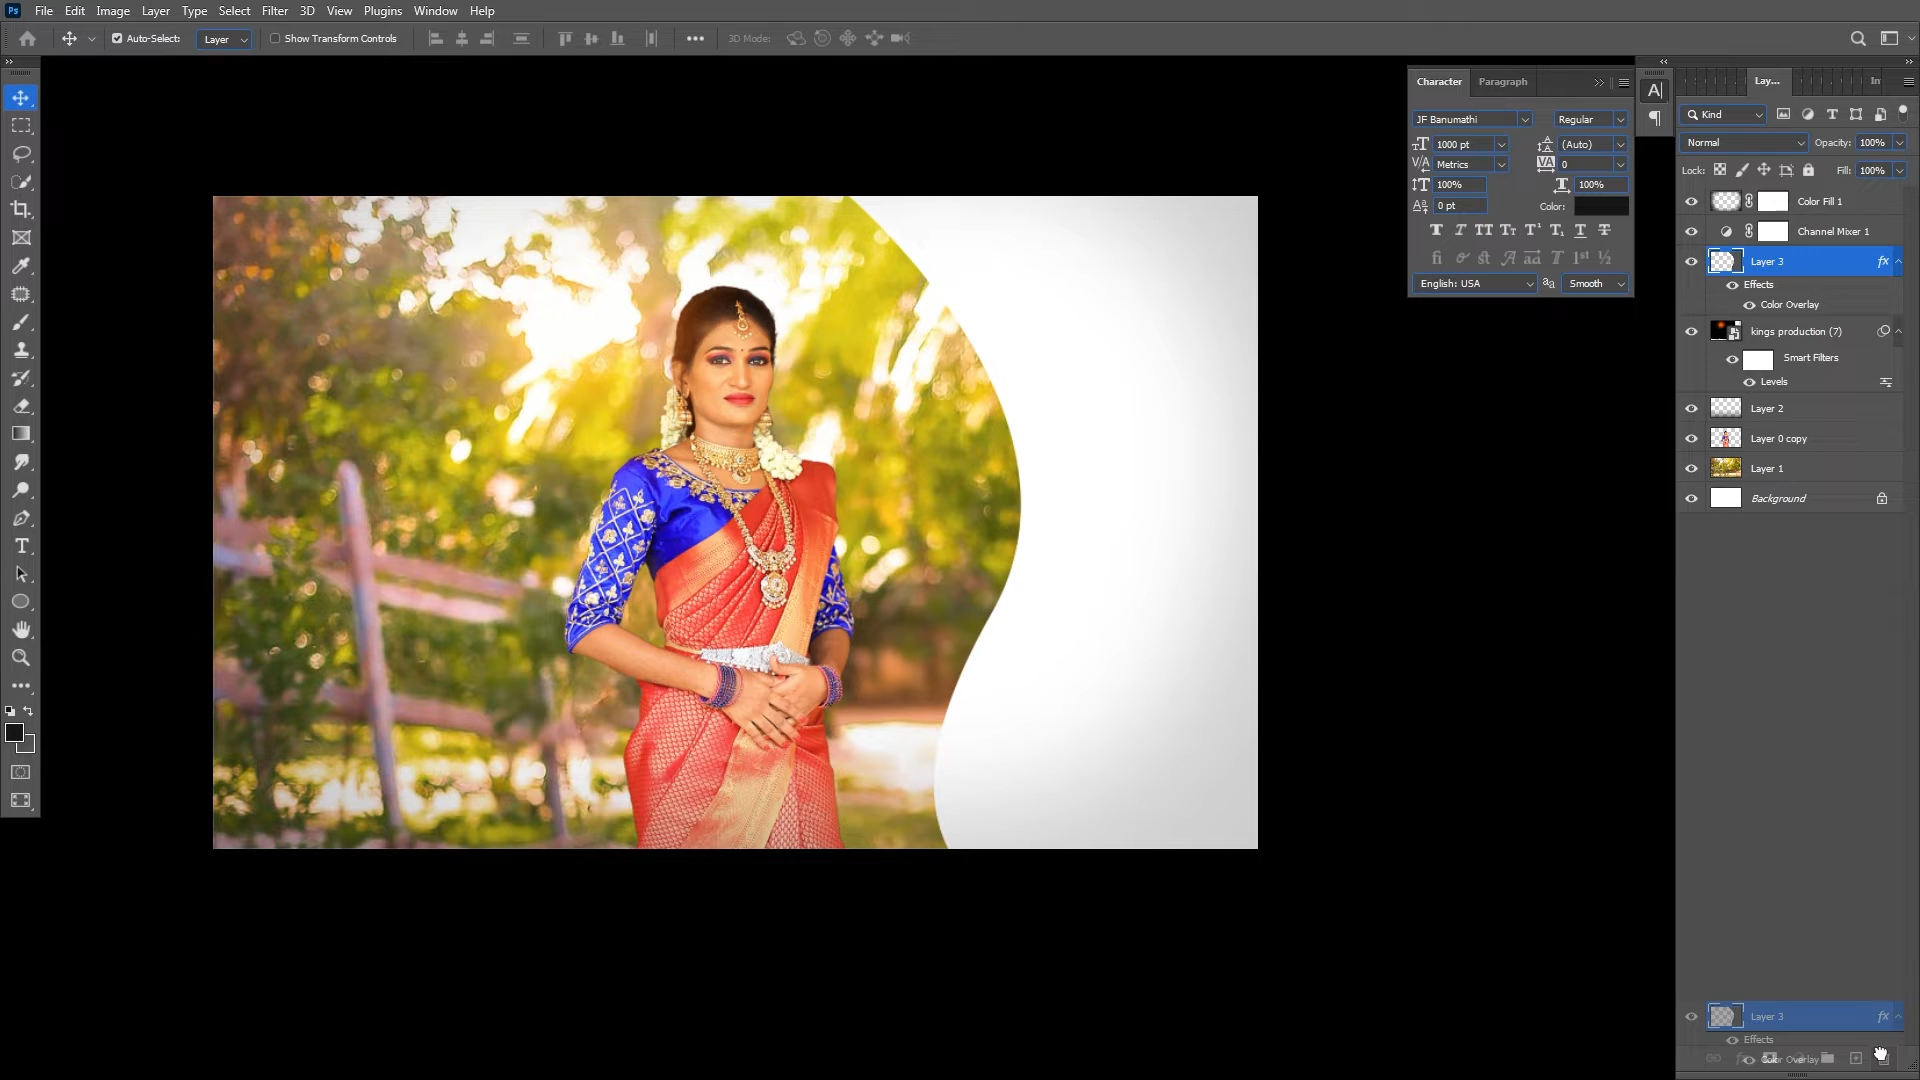 Ps File Edit Image Layer Type Select Filter 3D View Plugins Window Help
Auto-Select: Layer Show Transform Controls 3D Mode:
Character Paragraph
JF Banumathi Regular
1000 pt (Auto)
Metrics 0
100% 100%
0 pt Color:
English: USA Smooth
Lay... In
Kind
Normal Opacity: 100%
Lock: Fill: 100%
Color Fill 1
Channel Mixer 1
Layer 3 fx
Effects
Color Overlay
kings production (7)
Smart Filters
Levels
Layer 2
Layer 0 copy
Layer 1
Background
Layer 3 fx
Effects
Color Overlay